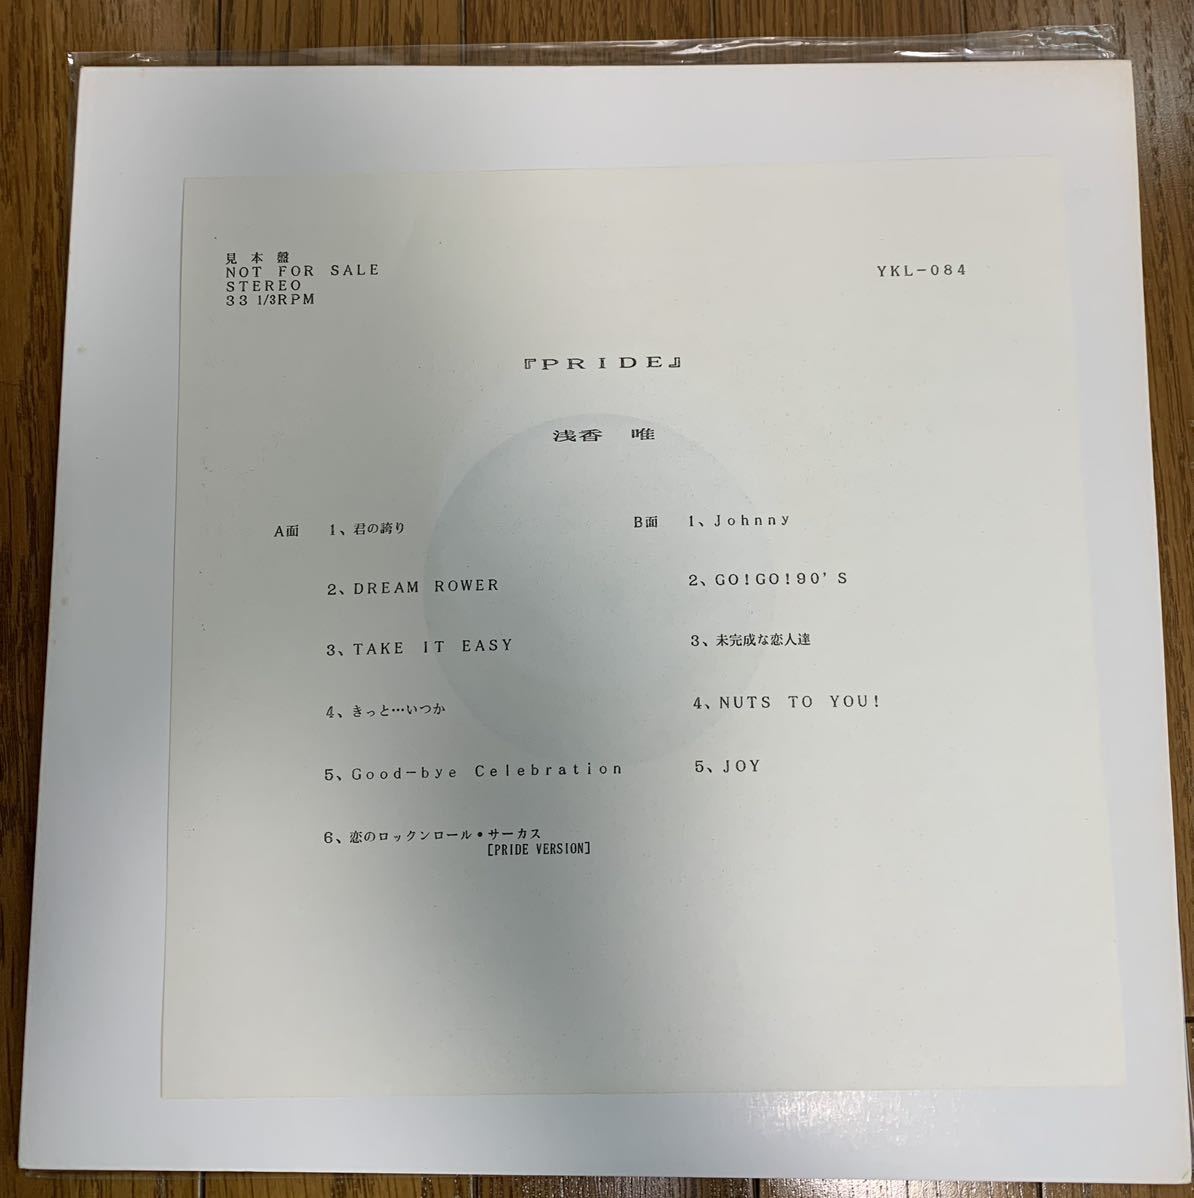 見本盤
NOT FOR SALE
STEREO
33 1/3RPM
YKL-084
『PRIDE』
浅香 唯
A面 1、君の誇り
2、DREAM ROWER
3、TAKE IT EASY
4、きっと…いつか
5、Good-bye Celebration
6、恋のロックンロール・サーカス
[PRIDE VERSION]
B面 1、Johnny
2、GO!GO!90'S
3、未完成な恋人達
4、NUTS TO YOU!
5、JOY